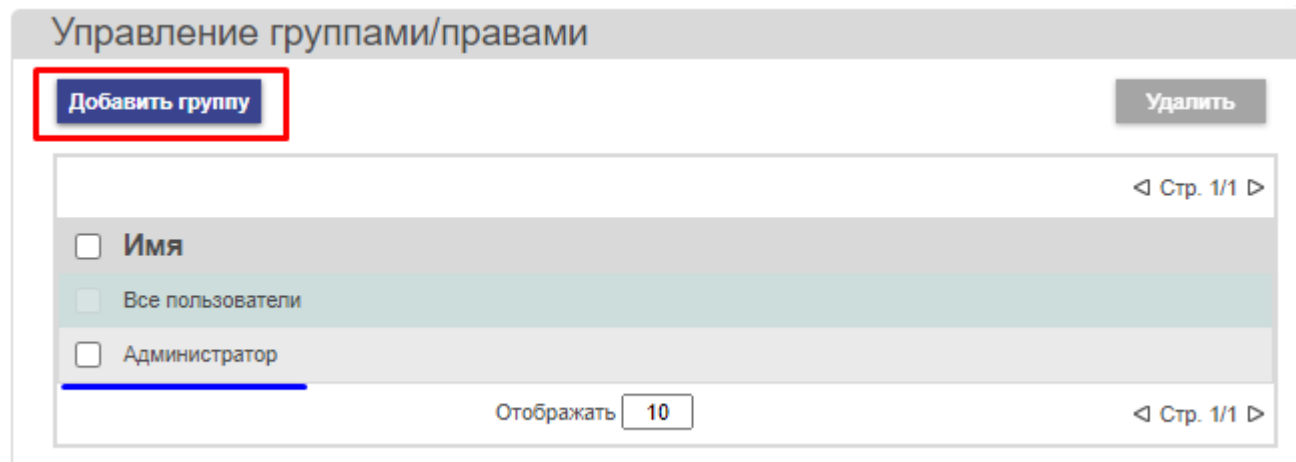 Управление группами/правами
Добавить группу
Удалить
Стр. 1/1
Имя
Все пользователи
Администратор
Отображать 10
Стр. 1/1